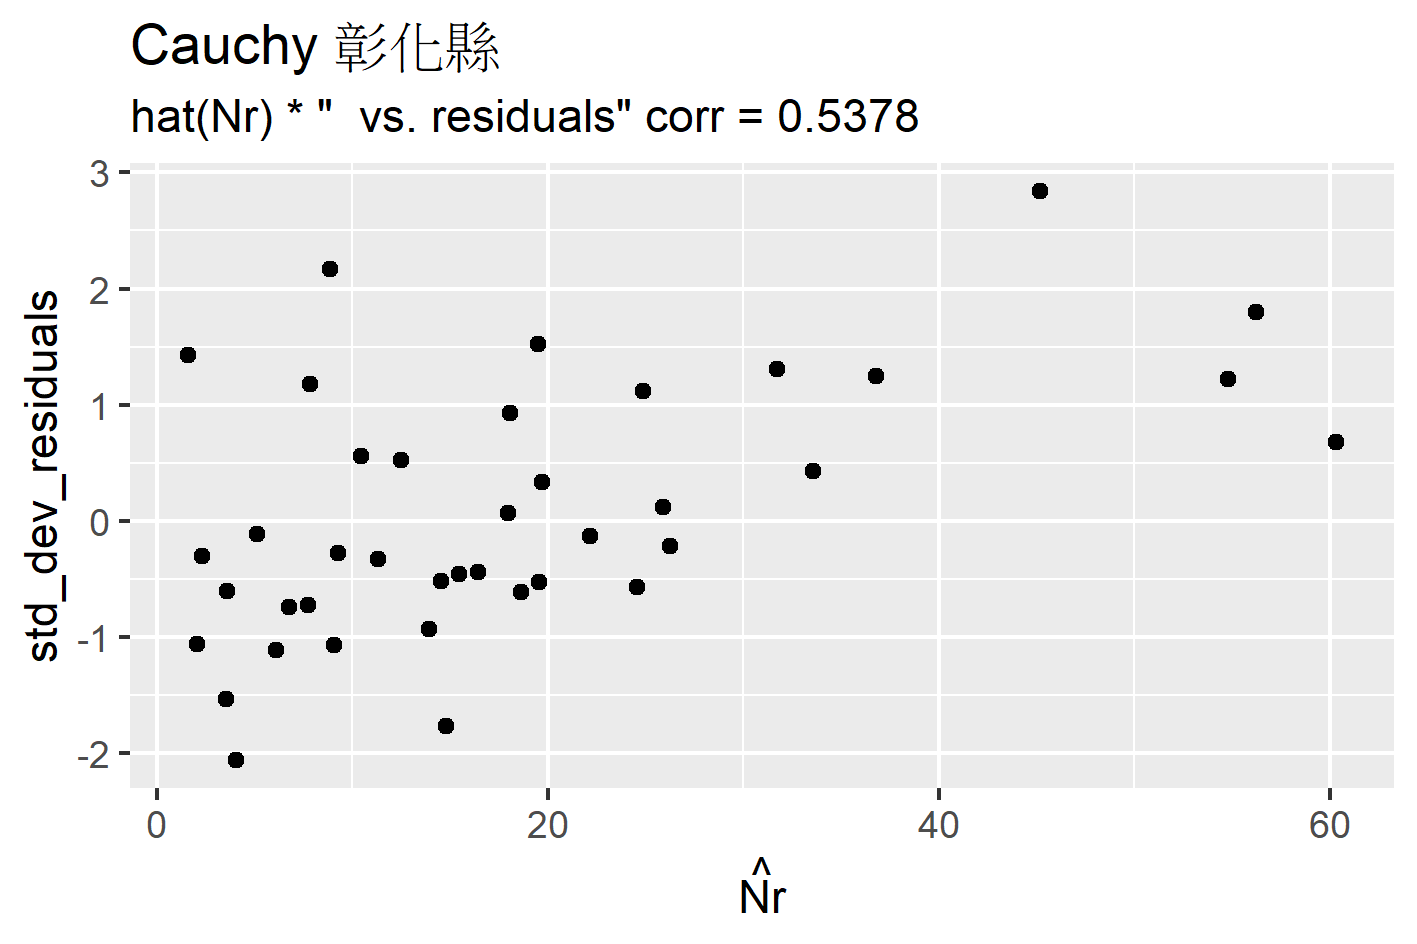 Cauchy 彰化縣
hat(Nr) * "  vs. residuals" corr = 0.5378
std_dev_residuals
3
2
1
0
-1
-2
0 20 40 60
N̂r